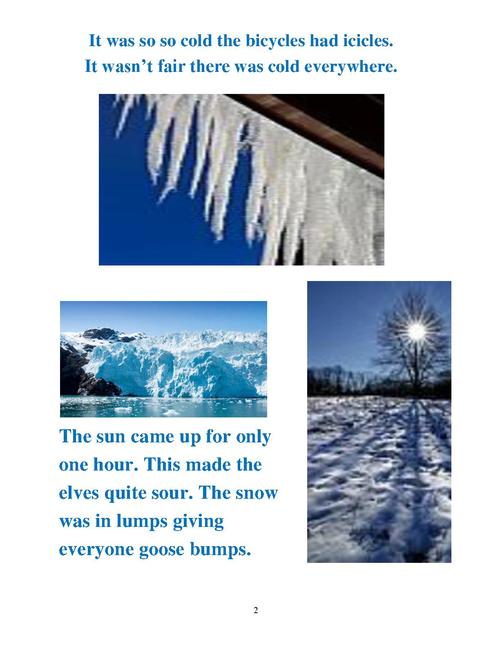 It was so so cold the bicycles had icicles.
It wasn’t fair there was cold everywhere.
The sun came up for only
one hour. This made the
elves quite sour. The snow
was in lumps giving
everyone goose bumps.
2